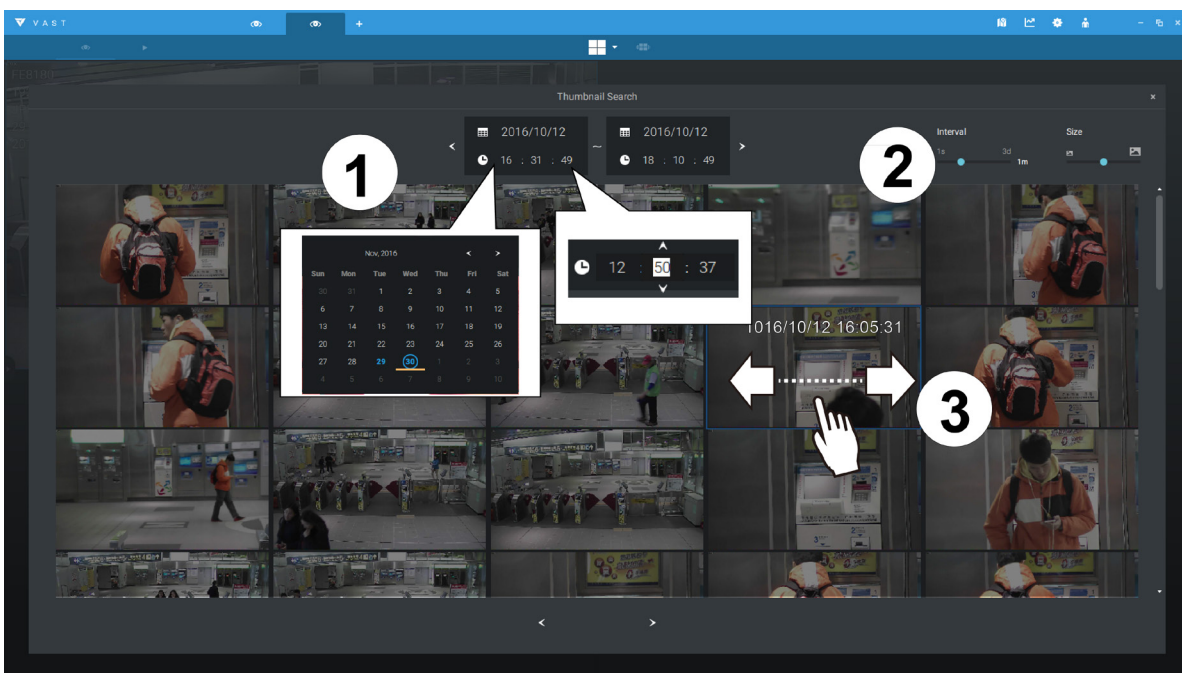 VAST
FE8180
Thumbnail Search
2016/10/12 ~ 2016/10/12
16 : 31 : 49 18 : 10 : 49
1
2
Interval Size
1s 3d
1m
Nov, 2016
Sun Mon Tue Wed Thu Fri Sat
30 31 1 2 3 4 5
6 7 8 9 10 11 12
13 14 15 16 17 18 19
20 21 22 23 24 25 26
27 28 29 30 1 2 3
4 5 6 7 8 9 10
12 : 50 : 37
1016/10/12 16:05:31
3